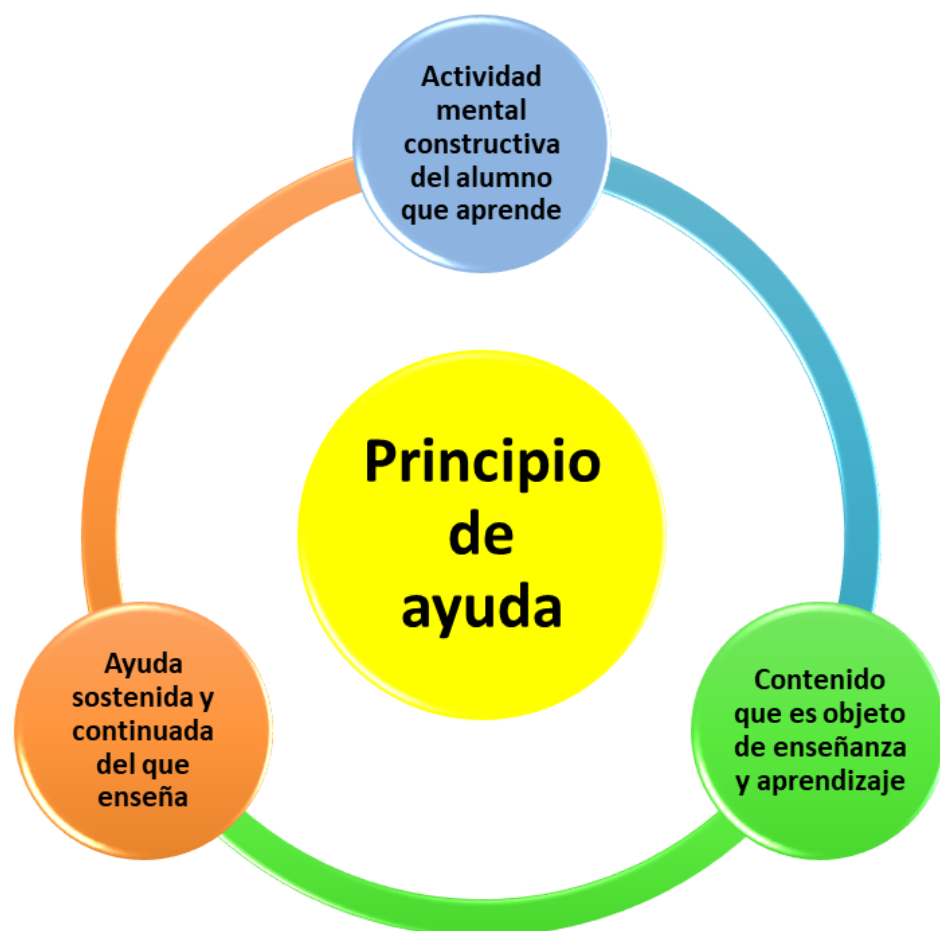 Actividad
mental
constructiva
del alumno
que aprende
Principio
de
ayuda
Ayuda
sostenida y
continuada
del que
enseña
Contenido
que es objeto
de enseñanza
y aprendizaje